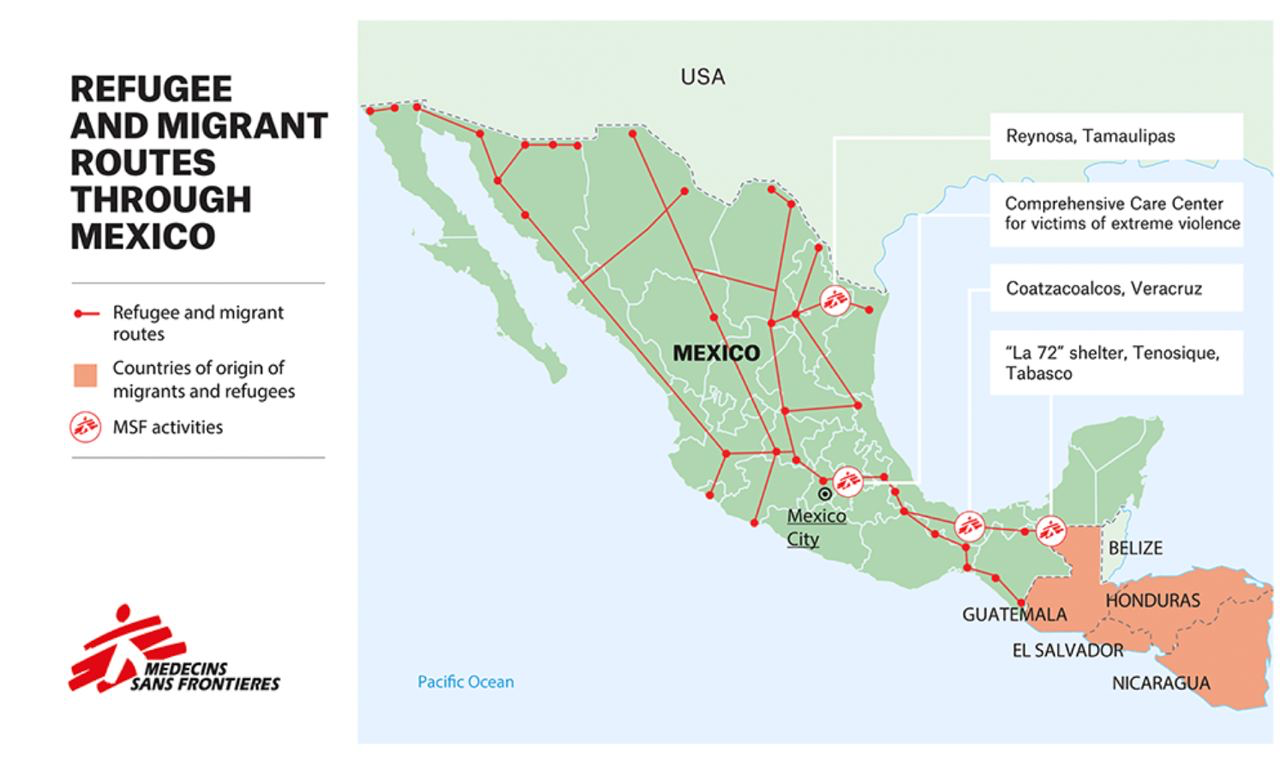 REFUGEE
AND MIGRANT
ROUTES
THROUGH
MEXICO
Refugee and migrant
routes
Countries of origin of
migrants and refugees
MSF activities
MEDECINS
SANS FRONTIERES
USA
Reynosa, Tamaulipas
Comprehensive Care Center
for victims of extreme violence
Coatzacoalcos, Veracruz
“La 72” shelter, Tenosique,
Tabasco
MEXICO
Mexico
City
BELIZE
HONDURAS
GUATEMALA
EL SALVADOR
NICARAGUA
Pacific Ocean